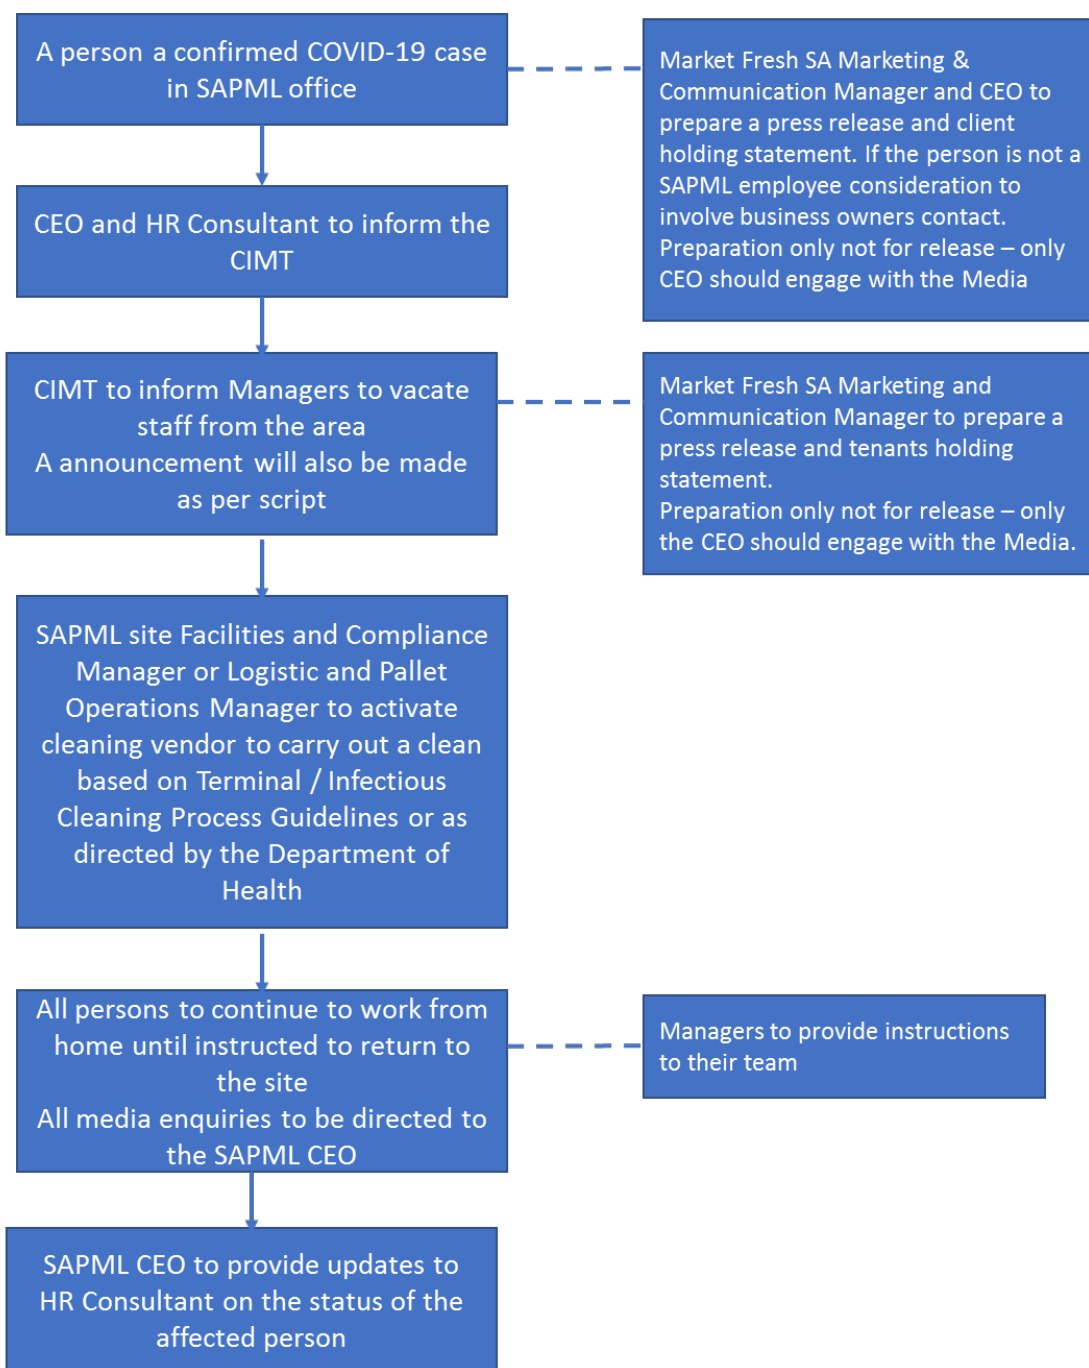 A person a confirmed COVID-19 case
in SAPML office
Market Fresh SA Marketing &
Communication Manager and CEO to
prepare a press release and client
holding statement. If the person is not a
SAPML employee consideration to
involve business owners contact.
Preparation only not for release – only
CEO should engage with the Media
CEO and HR Consultant to inform the
CIMT
CIMT to inform Managers to vacate
staff from the area
A announcement will also be made
as per script
Market Fresh SA Marketing and
Communication Manager to prepare a
press release and tenants holding
statement.
Preparation only not for release – only
the CEO should engage with the Media.
SAPML site Facilities and Compliance
Manager or Logistic and Pallet
Operations Manager to activate
cleaning vendor to carry out a clean
based on Terminal / Infectious
Cleaning Process Guidelines or as
directed by the Department of
Health
All persons to continue to work from
home until instructed to return to
the site
All media enquiries to be directed to
the SAPML CEO
Managers to provide instructions
to their team
SAPML CEO to provide updates to
HR Consultant on the status of the
affected person